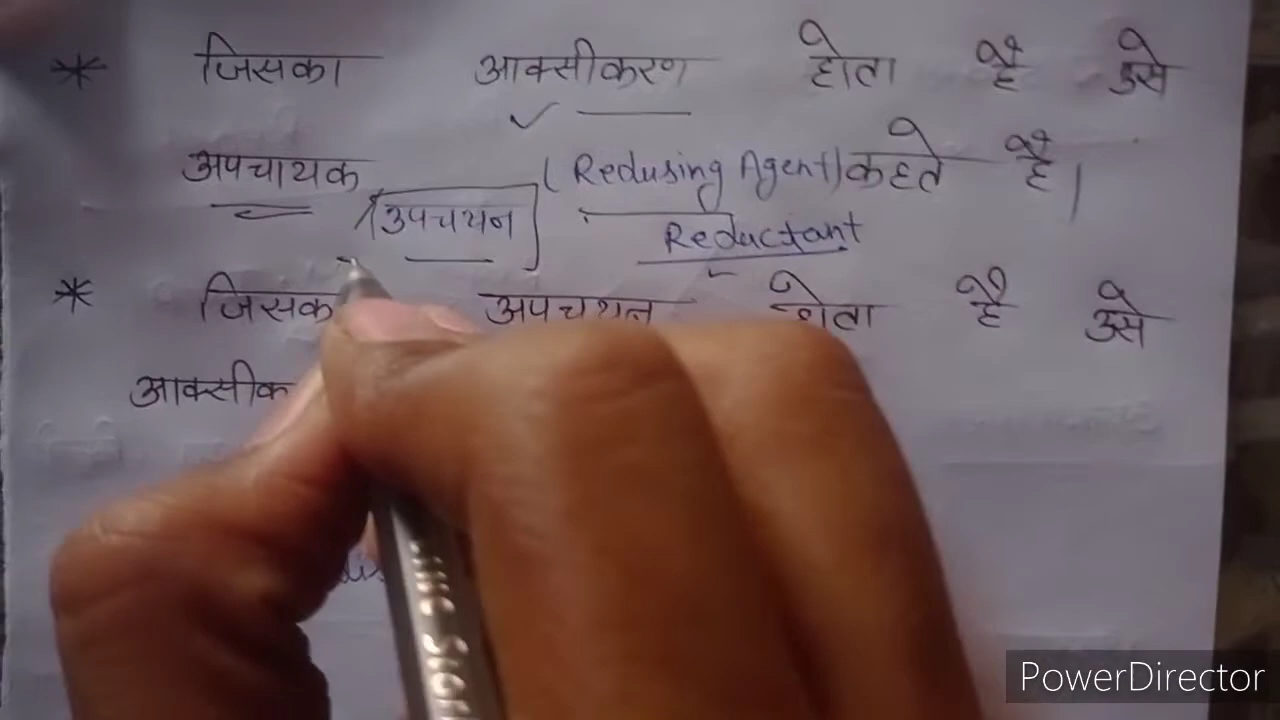 * जिसका आक्सीकरण होता है उसे
अपचायक (Redusing Agent) कहते है।
[उपचयन] Reductant
* जिसक अपचयन होता है उसे
आक्सीक
PowerDirector